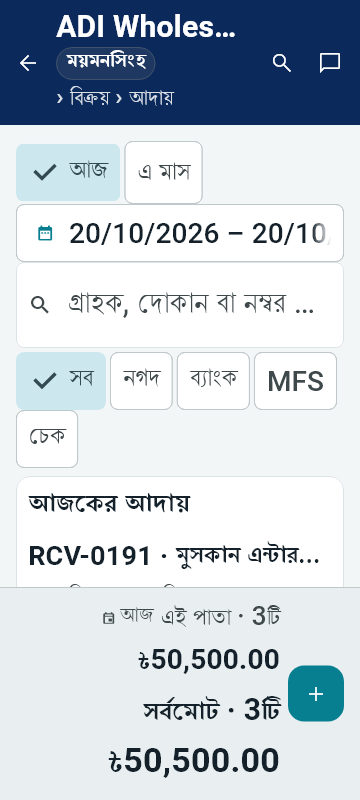 ADI Wholes...
ময়মনসিংহ
› বিক্রয় › আদায়
আজ
এ মাস
20/10/2026 – 20/10
গ্রাহক, দোকান বা নম্বর ...
সব
নগদ
ব্যাংক
MFS
চেক
আজকের আদায়
RCV-0191 · মুসকান এন্টার...
আজ এই পাতা · 3টি
৳50,500.00
সর্বমোট · 3টি
৳50,500.00